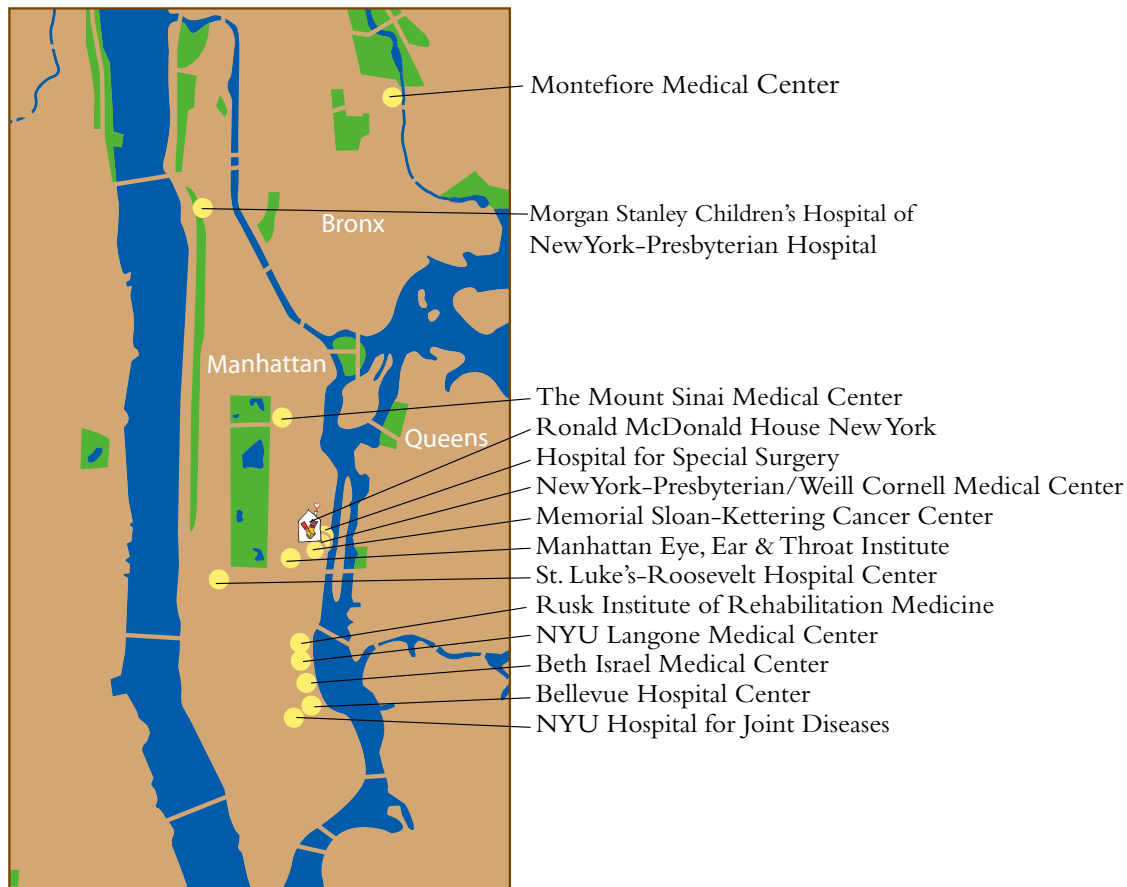 Montefiore Medical Center
Morgan Stanley Children's Hospital of
NewYork-Presbyterian Hospital
Bronx
Manhattan
The Mount Sinai Medical Center
Ronald McDonald House New York
Queens
Hospital for Special Surgery
NewYork-Presbyterian/Weill Cornell Medical Center
Memorial Sloan-Kettering Cancer Center
Manhattan Eye, Ear & Throat Institute
St. Luke's-Roosevelt Hospital Center
Rusk Institute of Rehabilitation Medicine
NYU Langone Medical Center
Beth Israel Medical Center
Bellevue Hospital Center
NYU Hospital for Joint Diseases